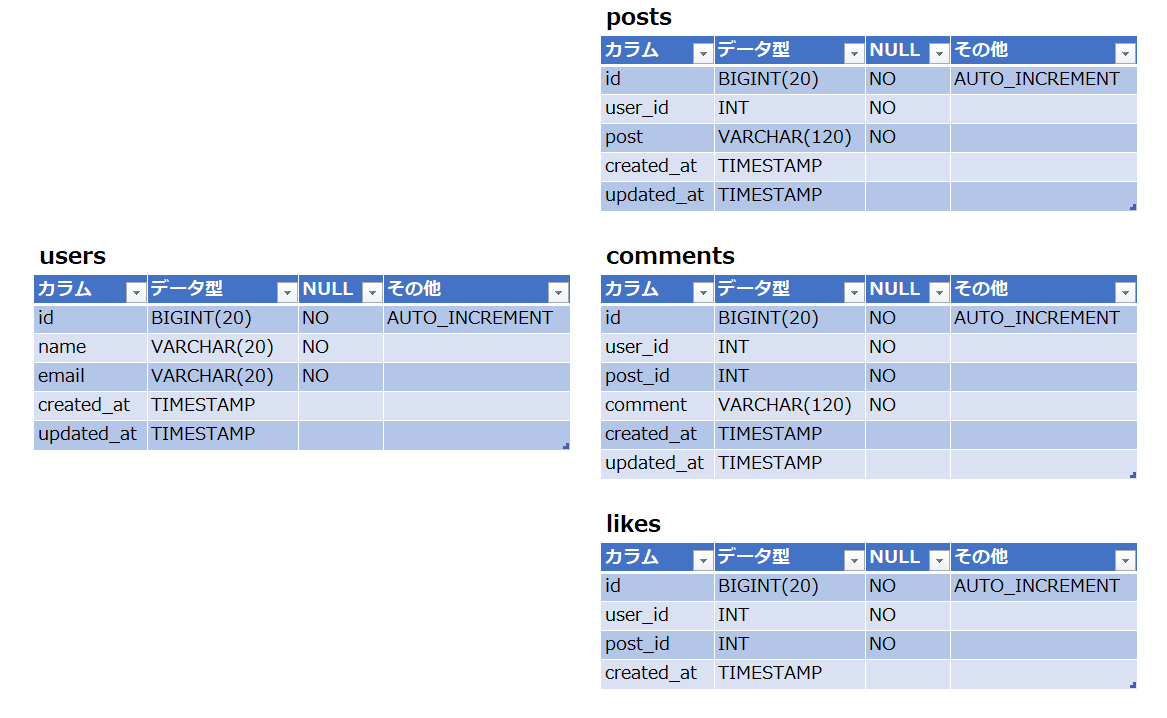 posts
カラム データ型 NULL その他
id BIGINT(20) NO AUTO_INCREMENT
user_id INT NO
post VARCHAR(120) NO
created_at TIMESTAMP
updated_at TIMESTAMP
users
カラム データ型 NULL その他
id BIGINT(20) NO AUTO_INCREMENT
name VARCHAR(20) NO
email VARCHAR(20) NO
created_at TIMESTAMP
updated_at TIMESTAMP
comments
カラム データ型 NULL その他
id BIGINT(20) NO AUTO_INCREMENT
user_id INT NO
post_id INT NO
comment VARCHAR(120) NO
created_at TIMESTAMP
updated_at TIMESTAMP
likes
カラム データ型 NULL その他
id BIGINT(20) NO AUTO_INCREMENT
user_id INT NO
post_id INT NO
created_at TIMESTAMP